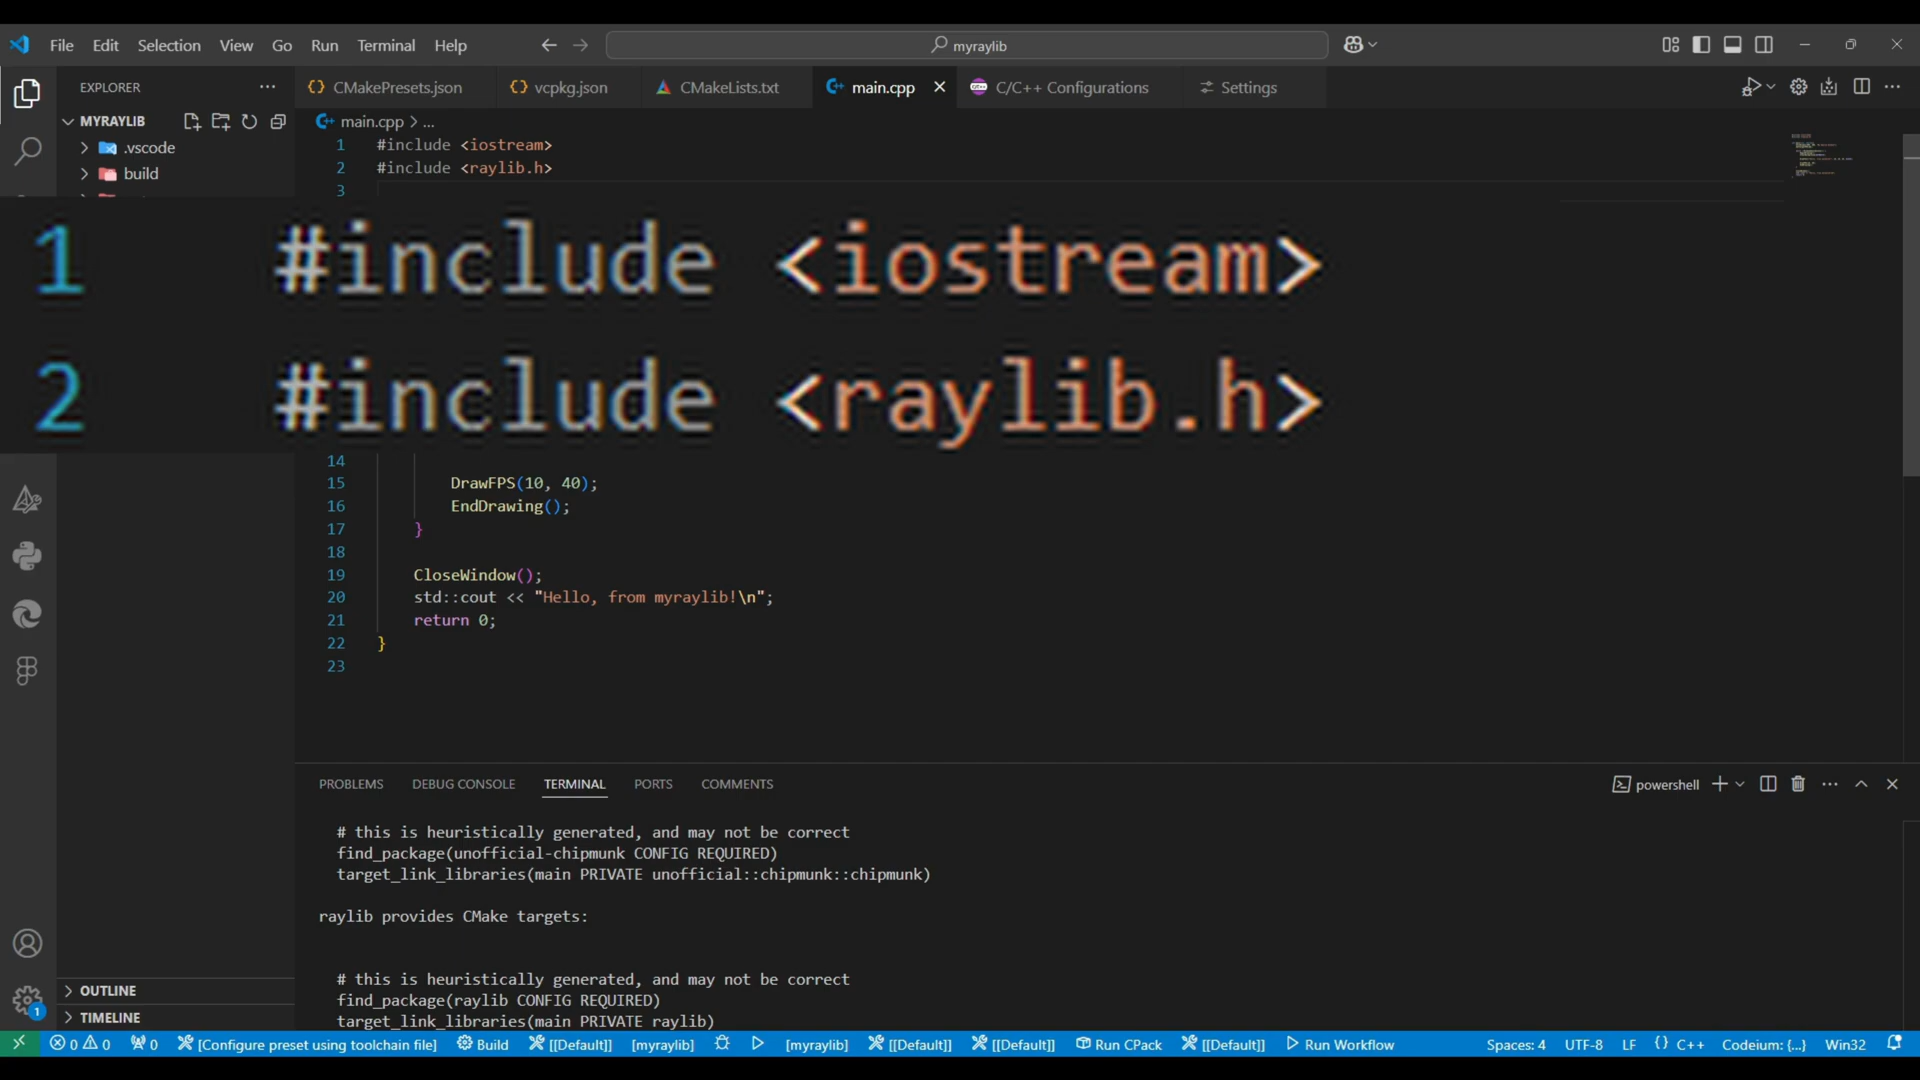 File Edit Selection View Go Run Terminal Help myraylib
EXPLORER CMakePresets.json vcpkg.json CMakeLists.txt main.cpp C/C++ Configurations Settings
MYRAYLIB main.cpp > ...
.vscode
build
1 #include <iostream>
2 #include <raylib.h>
3
1 #include <iostream>
2 #include <raylib.h>
14
15 DrawFPS(10, 40);
16 EndDrawing();
17 }
18
19 CloseWindow();
20 std::cout << "Hello, from myraylib!\n";
21 return 0;
22 }
23
PROBLEMS DEBUG CONSOLE TERMINAL PORTS COMMENTS powershell
# this is heuristically generated, and may not be correct
find_package(unofficial-chipmunk CONFIG REQUIRED)
target_link_libraries(main PRIVATE unofficial::chipmunk::chipmunk)
raylib provides CMake targets:
# this is heuristically generated, and may not be correct
find_package(raylib CONFIG REQUIRED)
target_link_libraries(main PRIVATE raylib)
OUTLINE
TIMELINE
1
0 0 0 [Configure preset using toolchain file] Build [[Default]] [myraylib] [myraylib] [[Default]] [[Default]] Run CPack [[Default]] Run Workflow Spaces: 4 UTF-8 LF {} C++ Codeium: {...} Win32